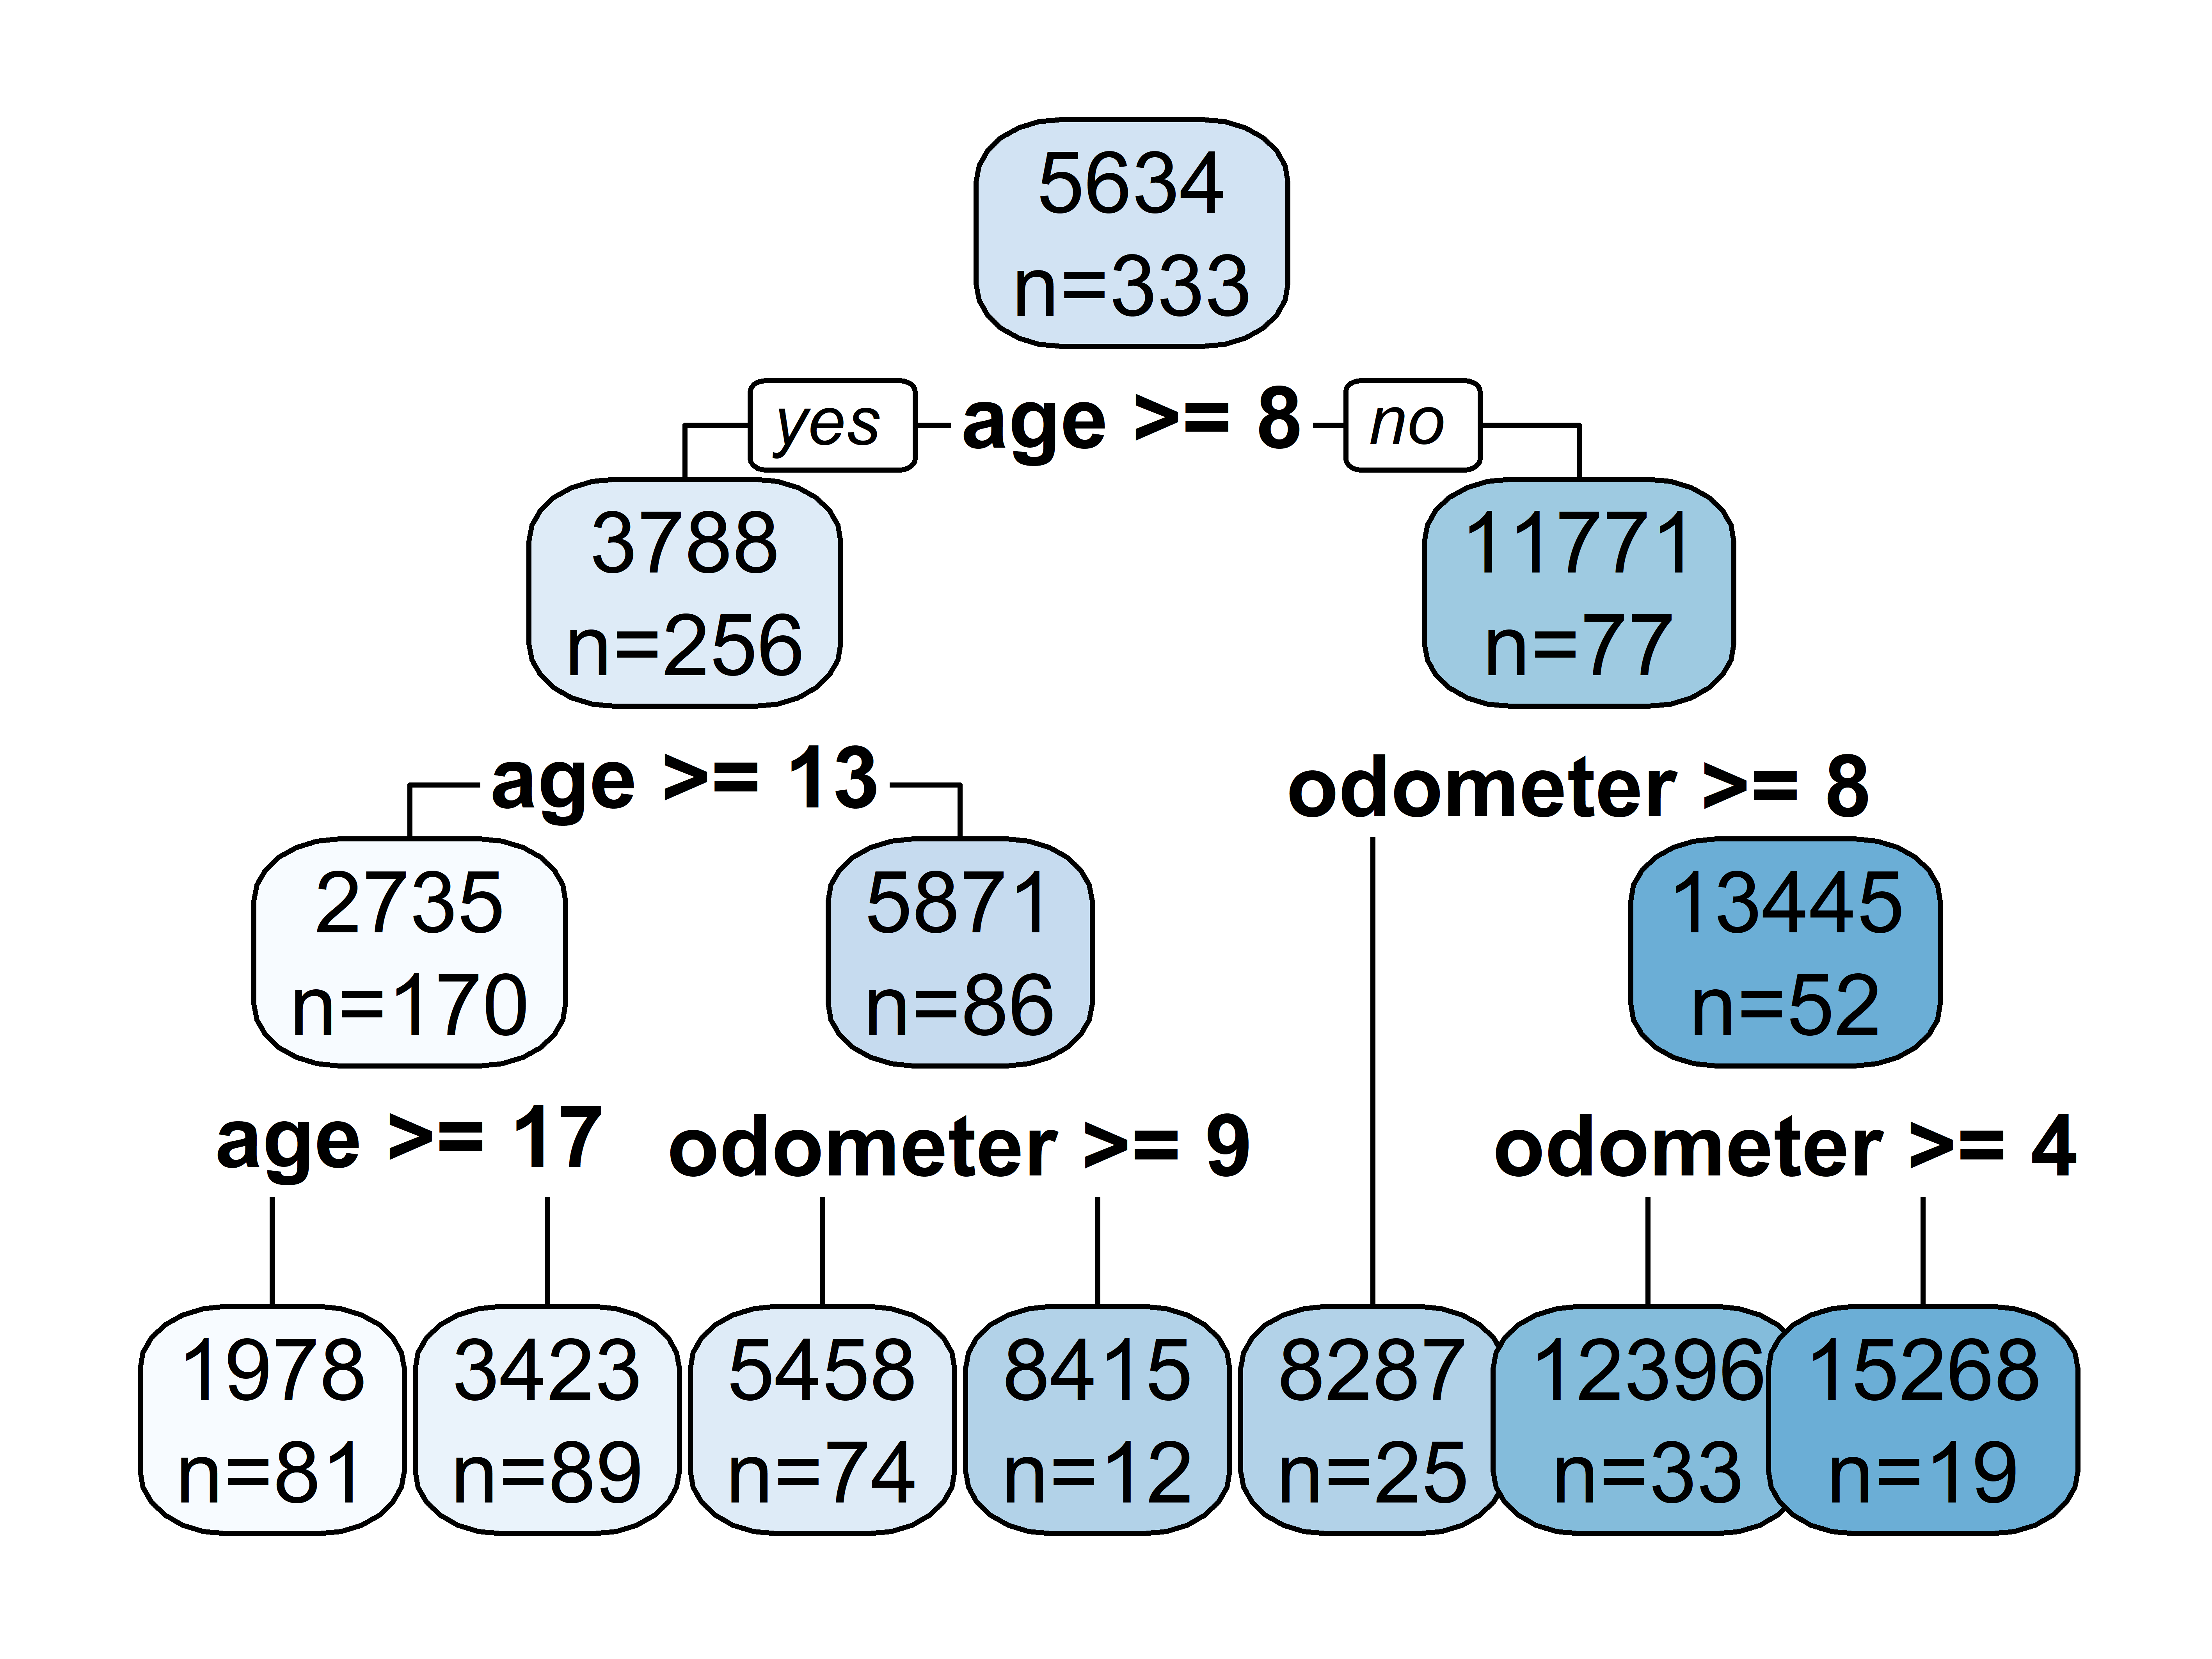 5634
n=333
yes
age >= 8
no
3788
n=256
11771
n=77
age >= 13
odometer >= 8
2735
n=170
5871
n=86
13445
n=52
age >= 17
odometer >= 9
odometer >= 4
1978
n=81
3423
n=89
5458
n=74
8415
n=12
8287
n=25
12396
n=33
15268
n=19